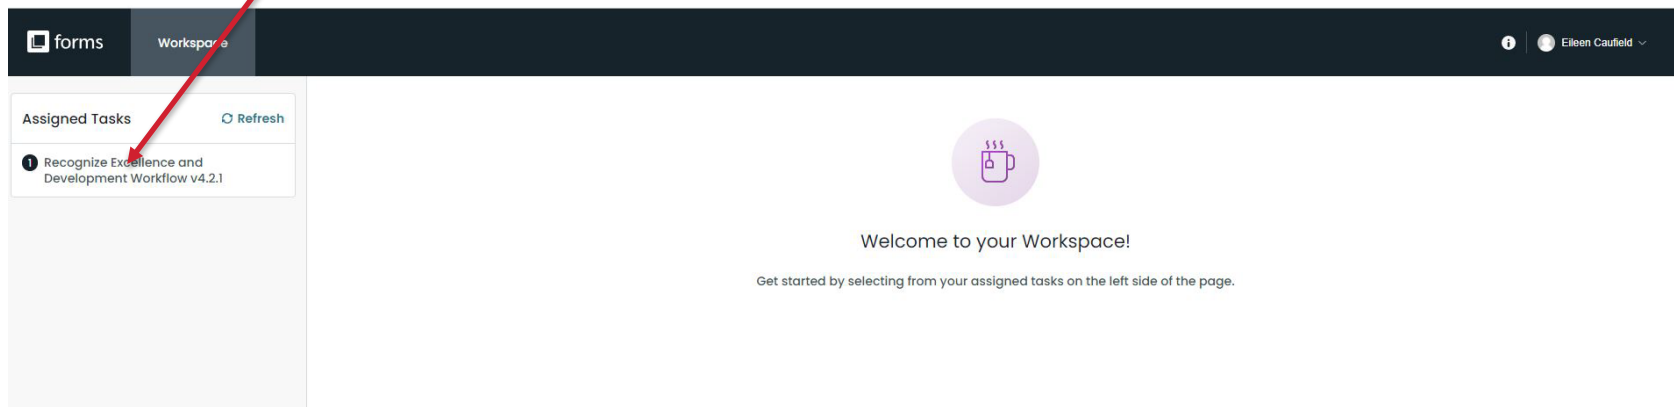 forms
Workspace
Eileen Caufield
Assigned Tasks
Refresh
1
Recognize Excellence and
Development Workflow v4.2.1
Welcome to your Workspace!
Get started by selecting from your assigned tasks on the left side of the page.